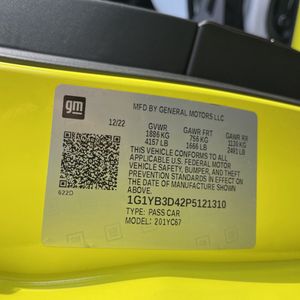 gm
MFD BY GENERAL MOTORS LLC
12/22
GVWR GAWR FRT GAWR RR
1886 KG 756 KG 1130 KG
4157 LB 1666 LB 2491 LB
THIS VEHICLE CONFORMS TO ALL
APPLICABLE U.S. FEDERAL MOTOR
VEHICLE SAFETY, BUMPER, AND THEFT
PREVENTION STANDARDS IN EFFECT
ON THE DATE OF MANUFACTURE
SHOWN ABOVE.
622D
1G1YB3D42P5121310
TYPE: PASS CAR
MODEL: 201YC67